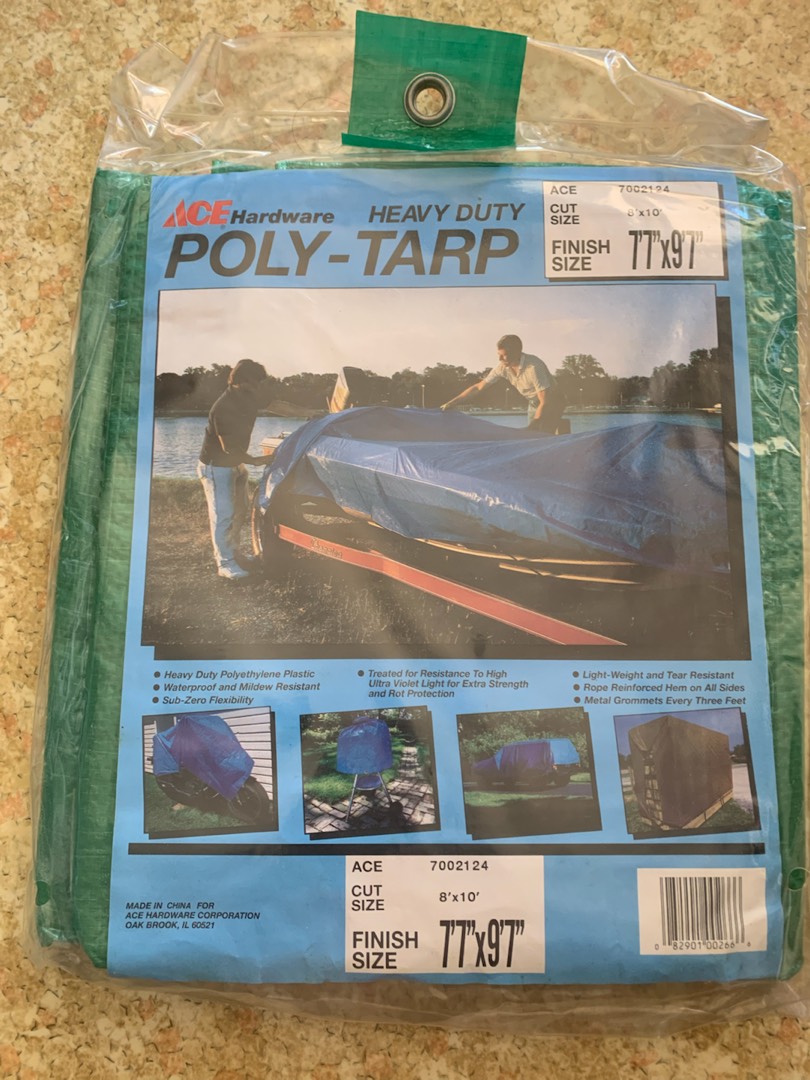 ACE Hardware HEAVY DUTY
POLY-TARP
ACE 7002124
CUT SIZE 8'x10'
FINISH SIZE 7'7"x9'7"
● Heavy Duty Polyethylene Plastic
● Waterproof and Mildew Resistant
● Sub-Zero Flexibility
● Treated for Resistance To High
Ultra Violet Light for Extra Strength
and Rot Protection
● Light-Weight and Tear Resistant
● Rope Reinforced Hem on All Sides
● Metal Grommets Every Three Feet
MADE IN CHINA FOR
ACE HARDWARE CORPORATION
OAK BROOK, IL 60521
ACE 7002124
CUT SIZE 8'x10'
FINISH SIZE 7'7"x9'7"
0 82901 00266 6